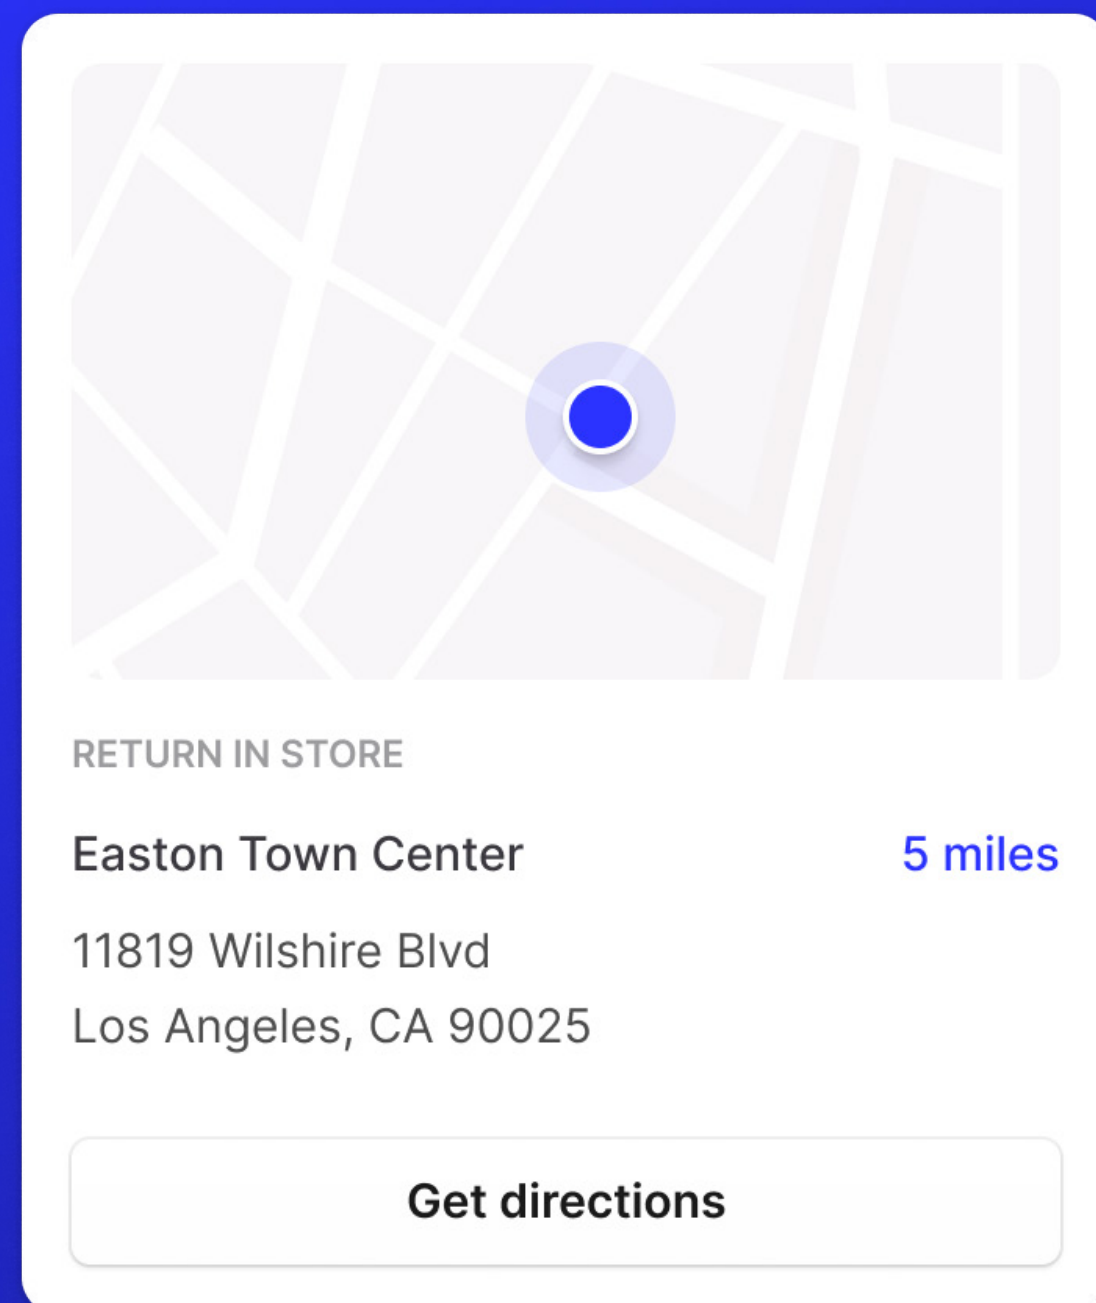 RETURN IN STORE
Easton Town Center
5 miles
11819 Wilshire Blvd
Los Angeles, CA 90025
Get directions